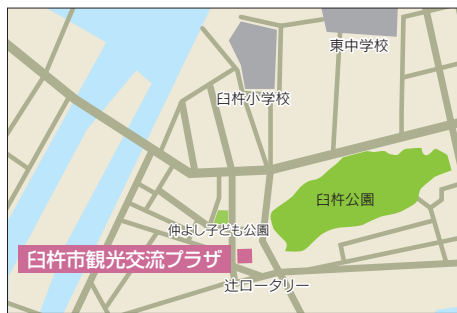 東中学校
臼杵小学校
臼杵公園
仲よし子ども公園
臼杵市観光交流プラザ
辻ロータリー